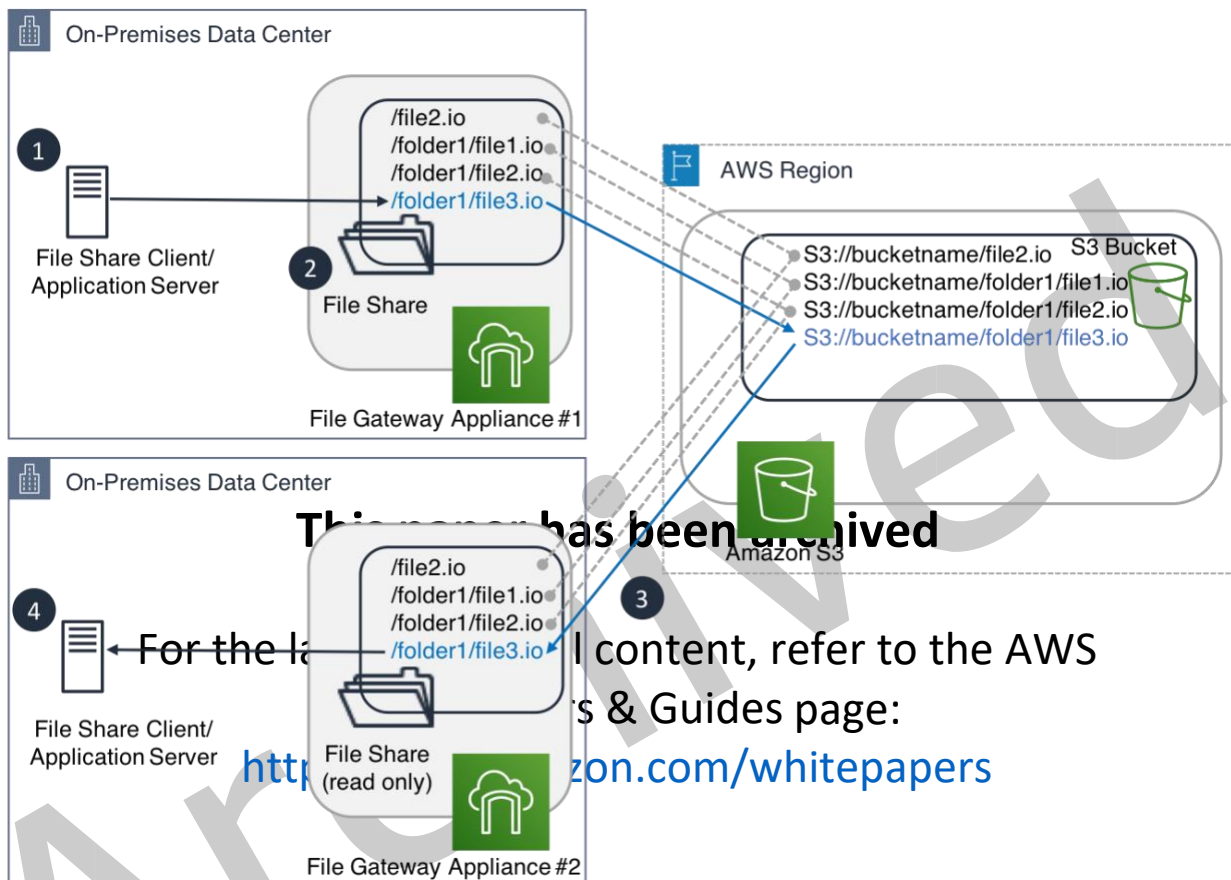 On-Premises Data Center
1
File Share Client/
Application Server
/file2.io
/folder1/file1.io
/folder1/file2.io
/folder1/file3.io
2
File Share
File Gateway Appliance #1
AWS Region
S3 Bucket
S3://bucketname/file2.io
S3://bucketname/folder1/file1.io
S3://bucketname/folder1/file2.io
S3://bucketname/folder1/file3.io
Amazon S3
3
On-Premises Data Center
4
File Share Client/
Application Server
/file2.io
/folder1/file1.io
/folder1/file2.io
/folder1/file3.io
File Share
(read only)
File Gateway Appliance #2
This paper has been archived
For the content, refer to the AWS
& Guides page:
zon.com/whitepapers
Archived